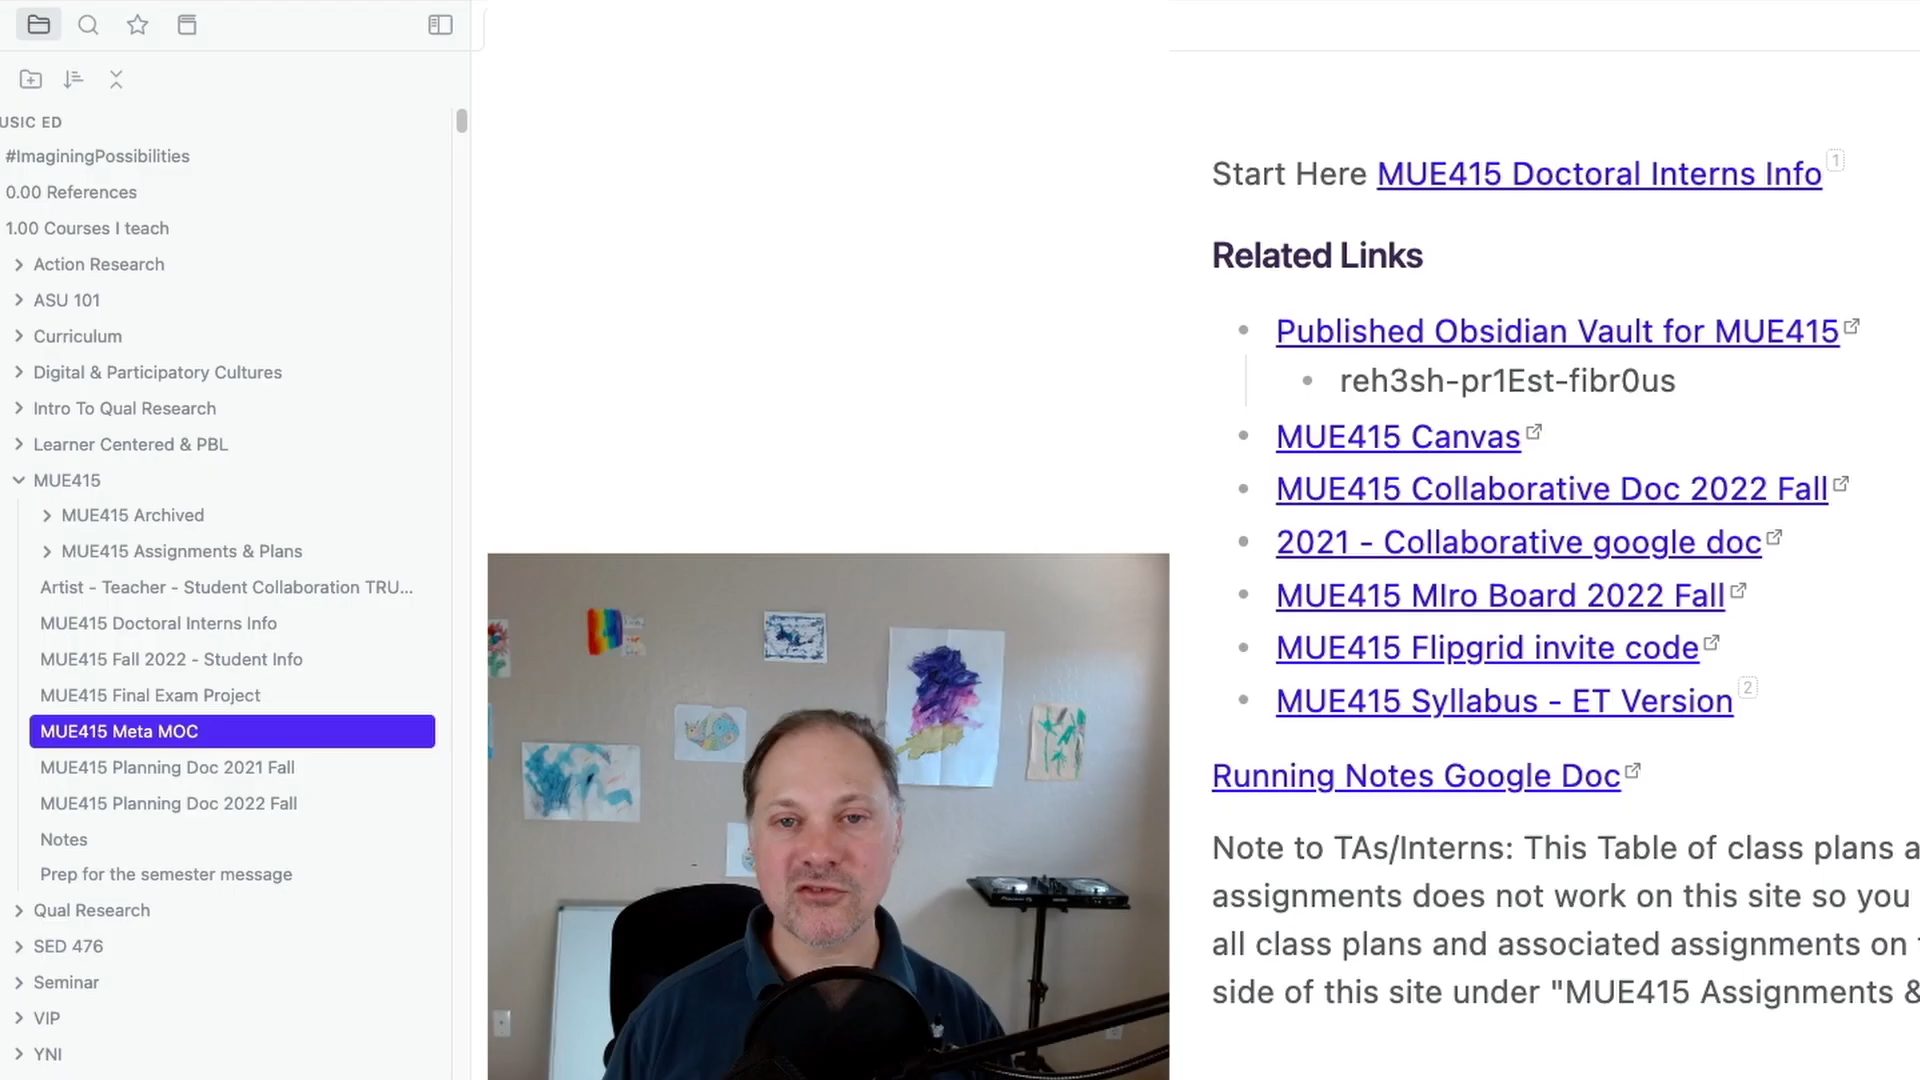 USIC ED
#ImaginingPossibilities
0.00 References
1.00 Courses I teach
Action Research
ASU 101
Curriculum
Digital & Participatory Cultures
Intro To Qual Research
Learner Centered & PBL
MUE415
MUE415 Archived
MUE415 Assignments & Plans
Artist - Teacher - Student Collaboration TRU...
MUE415 Doctoral Interns Info
MUE415 Fall 2022 - Student Info
MUE415 Final Exam Project
MUE415 Meta MOC
MUE415 Planning Doc 2021 Fall
MUE415 Planning Doc 2022 Fall
Notes
Prep for the semester message
Qual Research
SED 476
Seminar
VIP
YNI
Start Here MUE415 Doctoral Interns Info 1
Related Links
Published Obsidian Vault for MUE415
reh3sh-pr1Est-fibr0us
MUE415 Canvas
MUE415 Collaborative Doc 2022 Fall
2021 - Collaborative google doc
MUE415 MIro Board 2022 Fall
MUE415 Flipgrid invite code
MUE415 Syllabus - ET Version 2
Running Notes Google Doc
Note to TAs/Interns: This Table of class plans a
assignments does not work on this site so you
all class plans and associated assignments on
side of this site under "MUE415 Assignments &